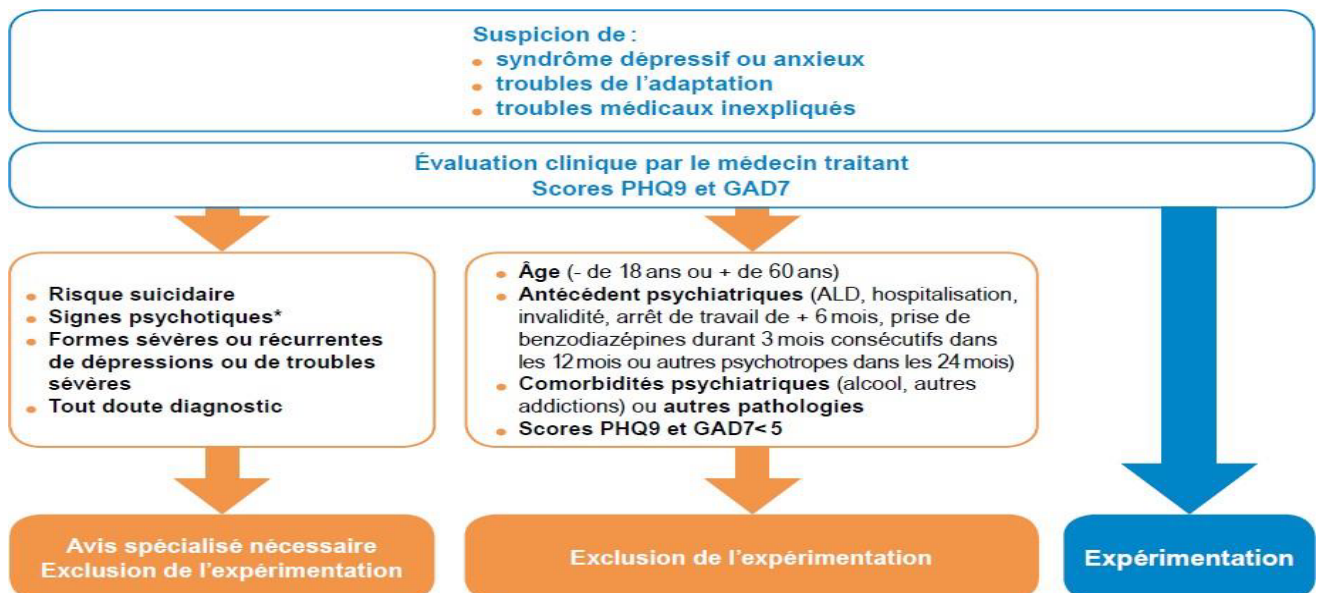 Suspicion de :
• syndrôme dépressif ou anxieux
• troubles de l'adaptation
• troubles médicaux inexpliqués
Évaluation clinique par le médecin traitant
Scores PHQ9 et GAD7
• Risque suicidaire
• Signes psychotiques*
• Formes sévères ou récurrentes
de dépressions ou de troubles
sévères
• Tout doute diagnostic
• Âge (- de 18 ans ou + de 60 ans)
• Antécédent psychiatriques (ALD, hospitalisation,
invalidité, arrêt de travail de + 6 mois, prise de
benzodiazépines durant 3 mois consécutifs dans
les 12 mois ou autres psychotropes dans les 24 mois)
• Comorbidités psychiatriques (alcool, autres
addictions) ou autres pathologies
• Scores PHQ9 et GAD7< 5
Avis spécialisé nécessaire
Exclusion de l'expérimentation
Exclusion de l'expérimentation
Expérimentation